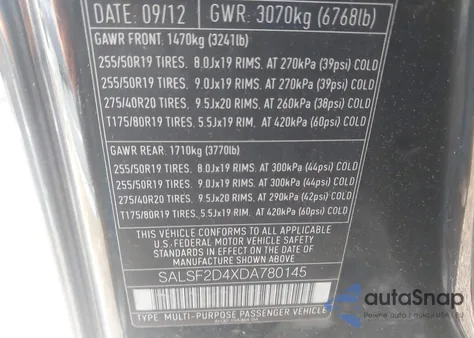 DATE: 09/12 GWR: 3070kg (6768lb)
GAWR FRONT: 1470kg (3241lb)
255/50R19 TIRES. 8.0Jx19 RIMS. AT 270kPa (39psi) COLD
255/50R19 TIRES. 9.0Jx19 RIMS. AT 270kPa (39psi) COLD
275/40R20 TIRES. 9.5Jx20 RIMS. AT 260kPa (38psi) COLD
T175/80R19 TIRES, 5.5Jx19 RIM. AT 420kPa (60psi) COLD
GAWR REAR: 1710kg (3770lb)
255/50R19 TIRES. 8.0Jx19 RIMS. AT 300kPa (44psi) COLD
255/50R19 TIRES. 9.0Jx19 RIMS. AT 300kPa (44psi) COLD
275/40R20 TIRES. 9.5Jx20 RIMS. AT 290kPa (42psi) COLD
T175/80R19 TIRES, 5.5Jx19 RIM. AT 420kPa (60psi) COLD
THIS VEHICLE CONFORMS TO ALL APPLICABLE
U.S. FEDERAL MOTOR VEHICLE SAFETY
STANDARDS IN EFFECT ON THE DATE OF
MANUFACTURE SHOWN ABOVE.
SALSF2D4XDA780145
TYPE: MULTI-PURPOSE PASSENGER VEHICLE
autoSnap